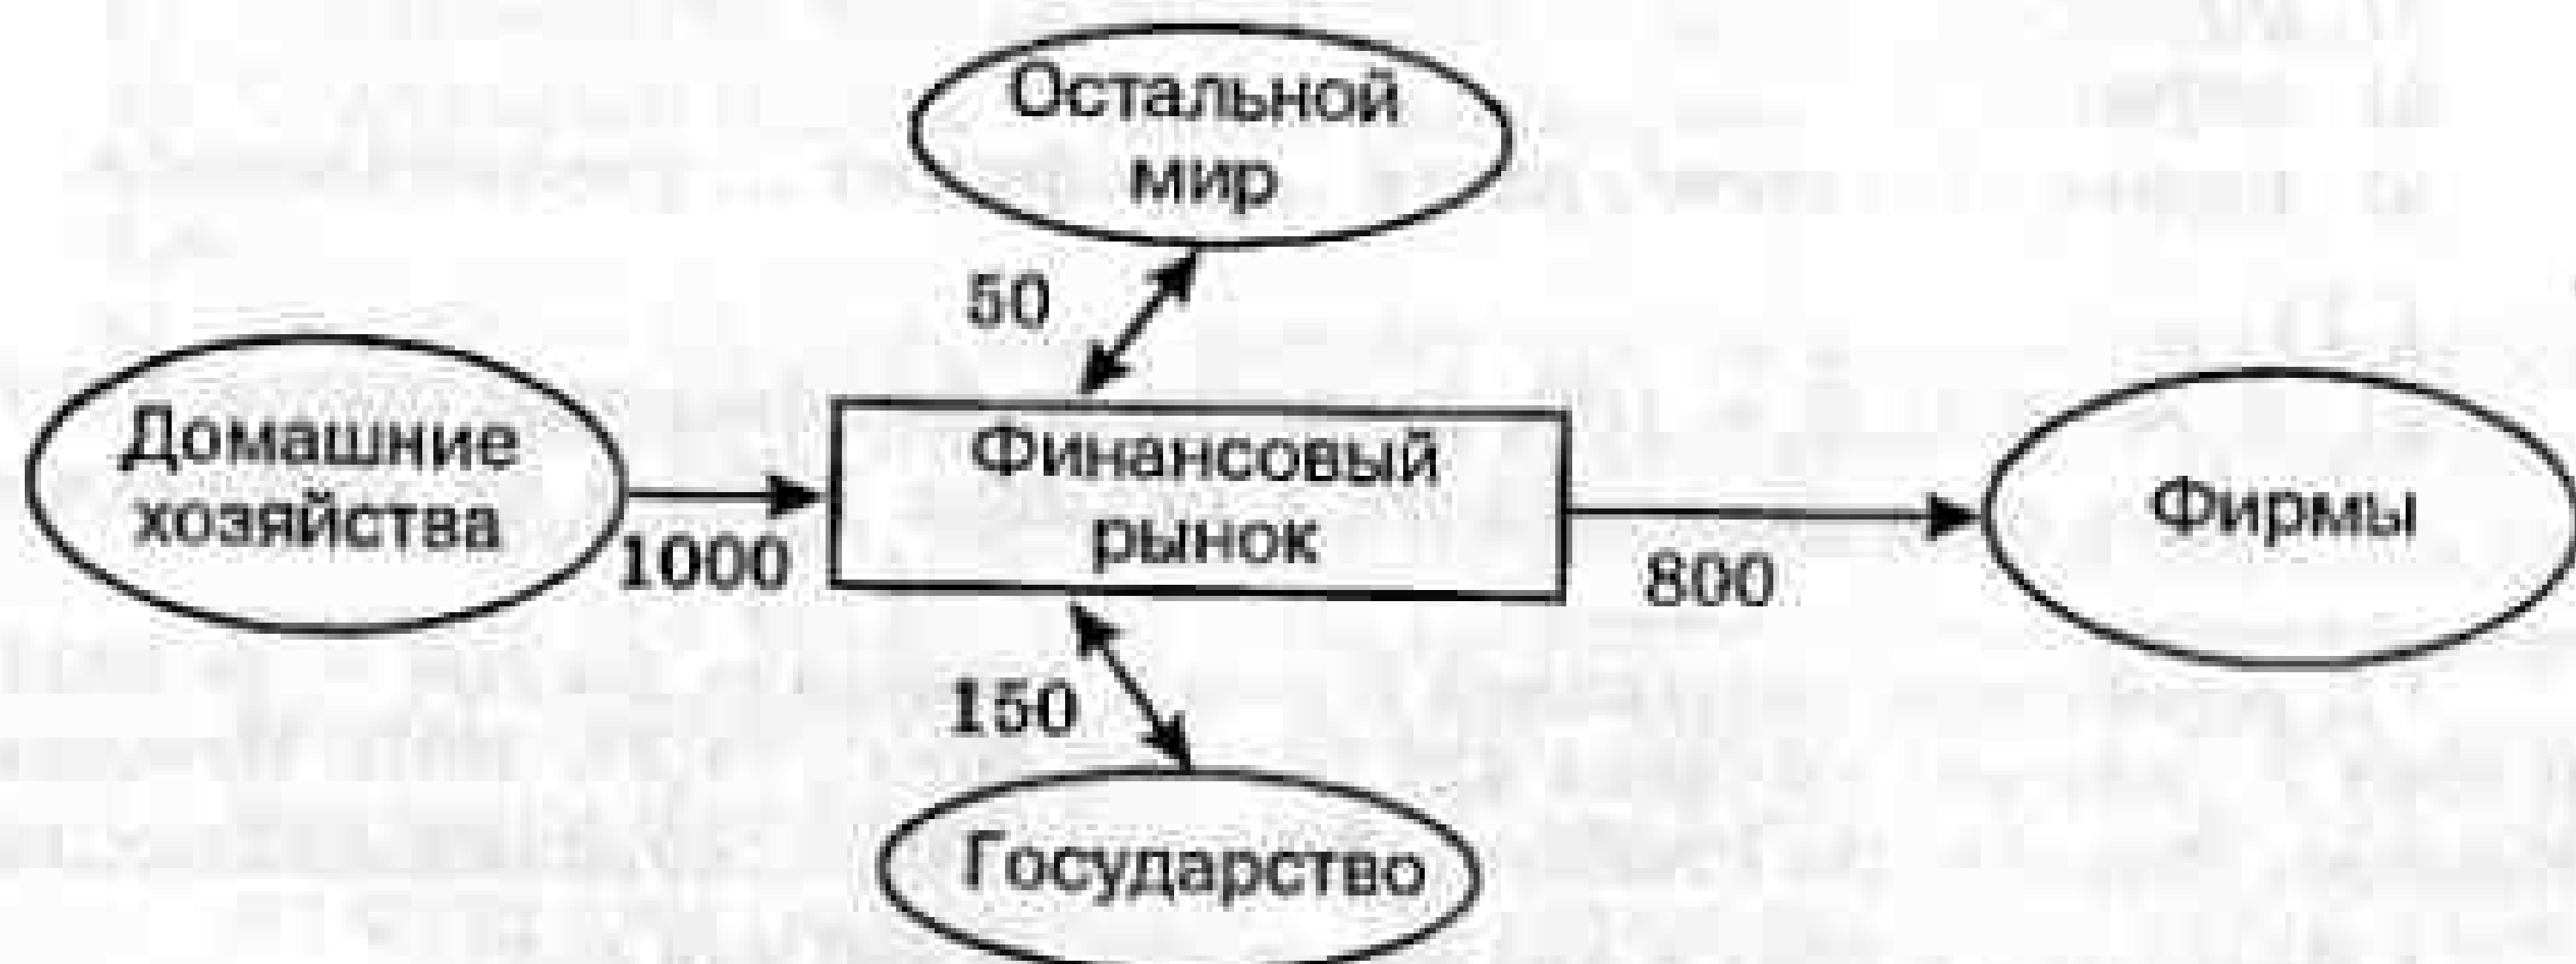 Остальной
мир
50
Домашние
хозяйства
1000
Финансовый
рынок
800
Фирмы
150
Государство